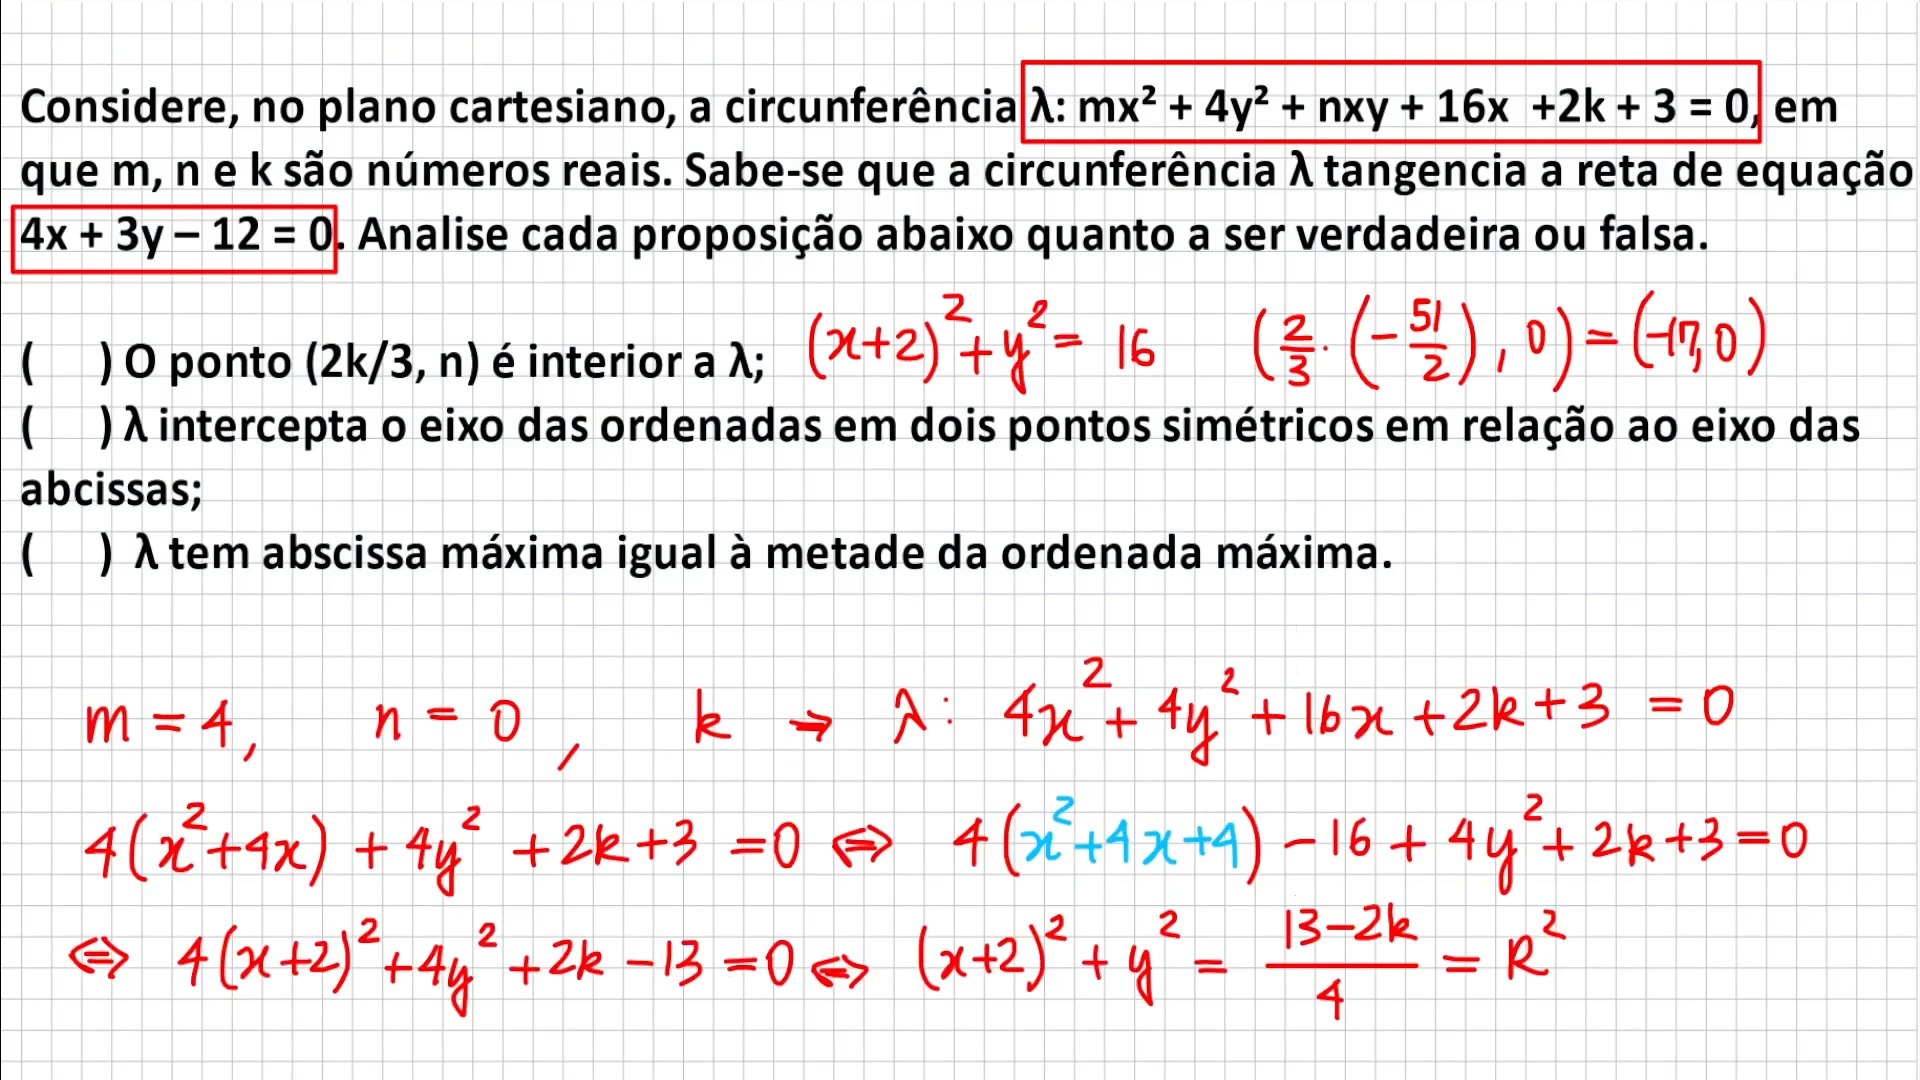 Considere, no plano cartesiano, a circunferência λ: mx² + 4y² + nxy + 16x +2k + 3 = 0, em
que m, n e k são números reais. Sabe-se que a circunferência λ tangencia a reta de equação
4x + 3y – 12 = 0. Analise cada proposição abaixo quanto a ser verdadeira ou falsa.
( ) O ponto (2k/3, n) é interior a λ; (x+2)² + y² = 16 (2/3 · (-51/2), 0) = (-17, 0)
( ) λ intercepta o eixo das ordenadas em dois pontos simétricos em relação ao eixo das
abcissas;
( ) λ tem abscissa máxima igual à metade da ordenada máxima.
m = 4, n = 0, k → λ: 4x² + 4y² + 16x + 2k + 3 = 0
4(x² + 4x) + 4y² + 2k + 3 = 0 ⇔ 4(x² + 4x + 4) - 16 + 4y² + 2k + 3 = 0
⇔ 4(x+2)² + 4y² + 2k - 13 = 0 ⇔ (x+2)² + y² = (13-2k)/4 = R²